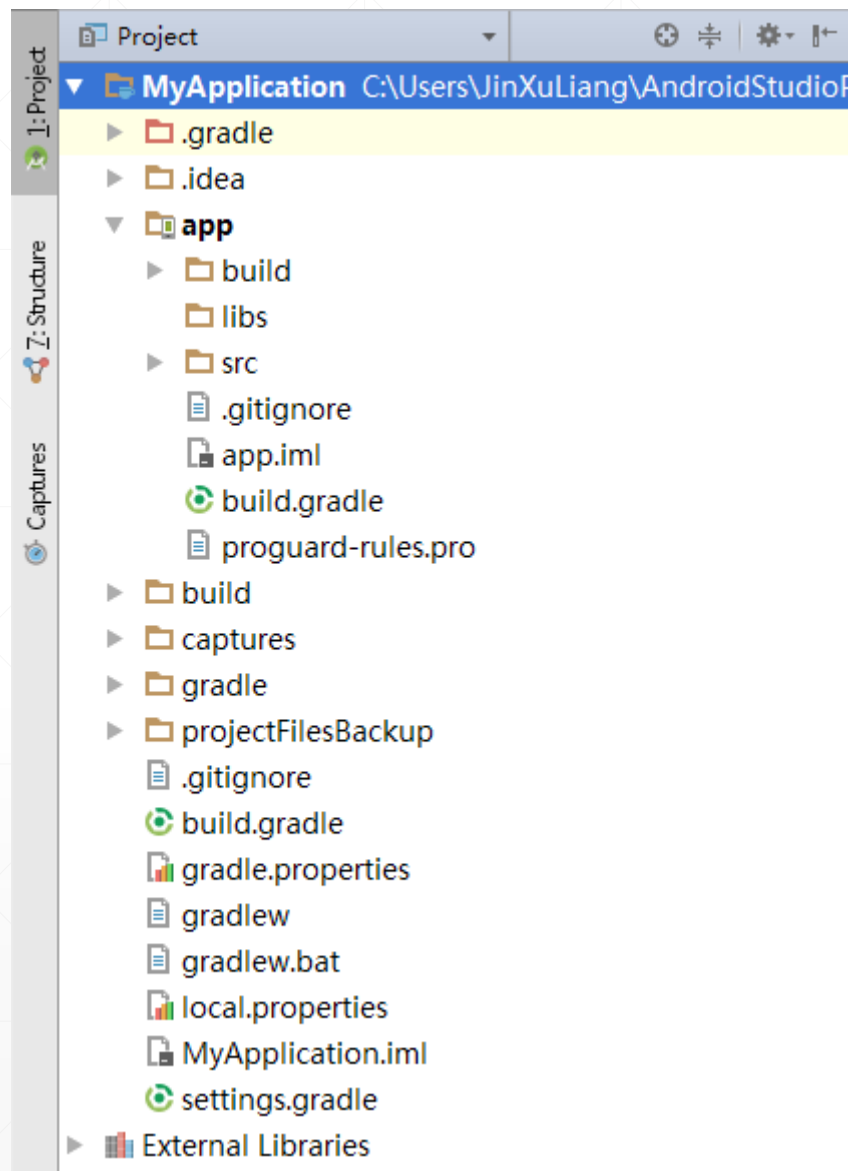 Project
1: Project
7: Structure
Captures
MyApplication C:\Users\JinXuLiang\AndroidStudioP
.gradle
.idea
app
build
libs
src
.gitignore
app.iml
build.gradle
proguard-rules.pro
build
captures
gradle
projectFilesBackup
.gitignore
build.gradle
gradle.properties
gradlew
gradlew.bat
local.properties
MyApplication.iml
settings.gradle
External Libraries